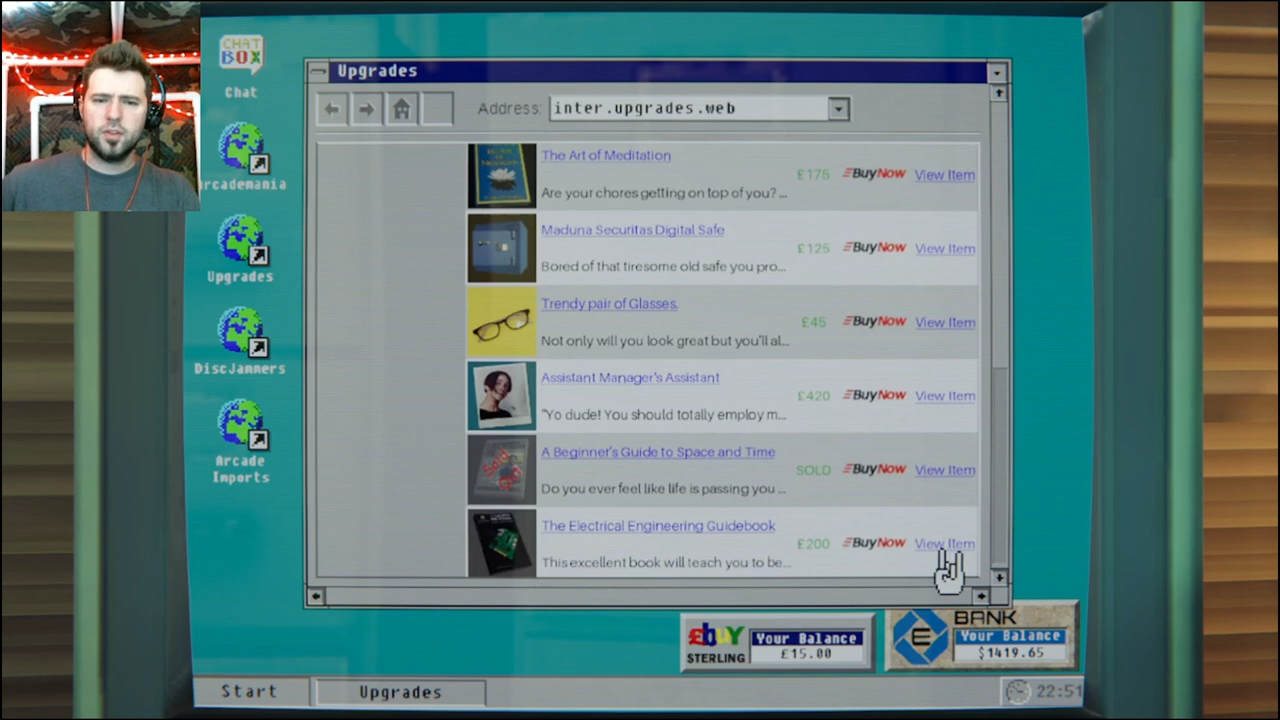 CHAT
BOX
Chat
rcademania
Upgrades
DiscJammers
Arcade
Imports
Upgrades
Address: inter.upgrades.web
The Art of Meditation
Are your chores getting on top of you? ...
£175 BuyNow View Item
Maduna Securitas Digital Safe
Bored of that tiresome old safe you pro...
£125 BuyNow View Item
Trendy pair of Glasses.
Not only will you look great but you'll al...
£45 BuyNow View Item
Assistant Manager's Assistant
"Yo dude! You should totally employ m...
£420 BuyNow View Item
A Beginner's Guide to Space and Time
Do you ever feel like life is passing you ...
SOLD BuyNow View Item
The Electrical Engineering Guidebook
This excellent book will teach you to be...
£200 BuyNow View Item
£buY
STERLING
Your Balance
£15.00
E
BANK
Your Balance
$1419.65
Start
Upgrades
22:51